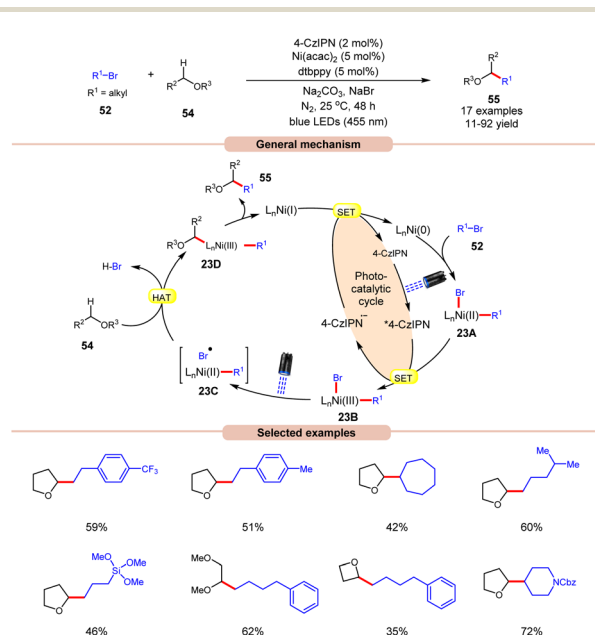 R¹–Br + H R² OR³
R¹ = alkyl
52
54
4-CzIPN (2 mol%)
Ni(acac)₂ (5 mol%)
dtbppy (5 mol%)
Na₂CO₃, NaBr
N₂, 25 °C, 48 h
blue LEDs (455 nm)
R²
R³O R¹
55
17 examples
11-92 yield
General mechanism
R²
R³O R¹
55
LₙNi(I)
SET
LₙNi(0)
R¹–Br
52
4-CzIPN
Photo-
catalytic
cycle
4-CzIPN•−
*4-CzIPN
Br
LₙNi(II)–R¹
23A
SET
Br
LₙNi(III)–R¹
23B
Br•
LₙNi(II)–R¹
23C
HAT
H
R² OR³
54
H-Br
R²
R³O LₙNi(III) –R¹
23D
Selected examples
O CF₃
59%
O Me
51%
O
42%
O Me Me
60%
O MeO OMe Si OMe
46%
MeO MeO
62%
O
35%
O NCbz
72%